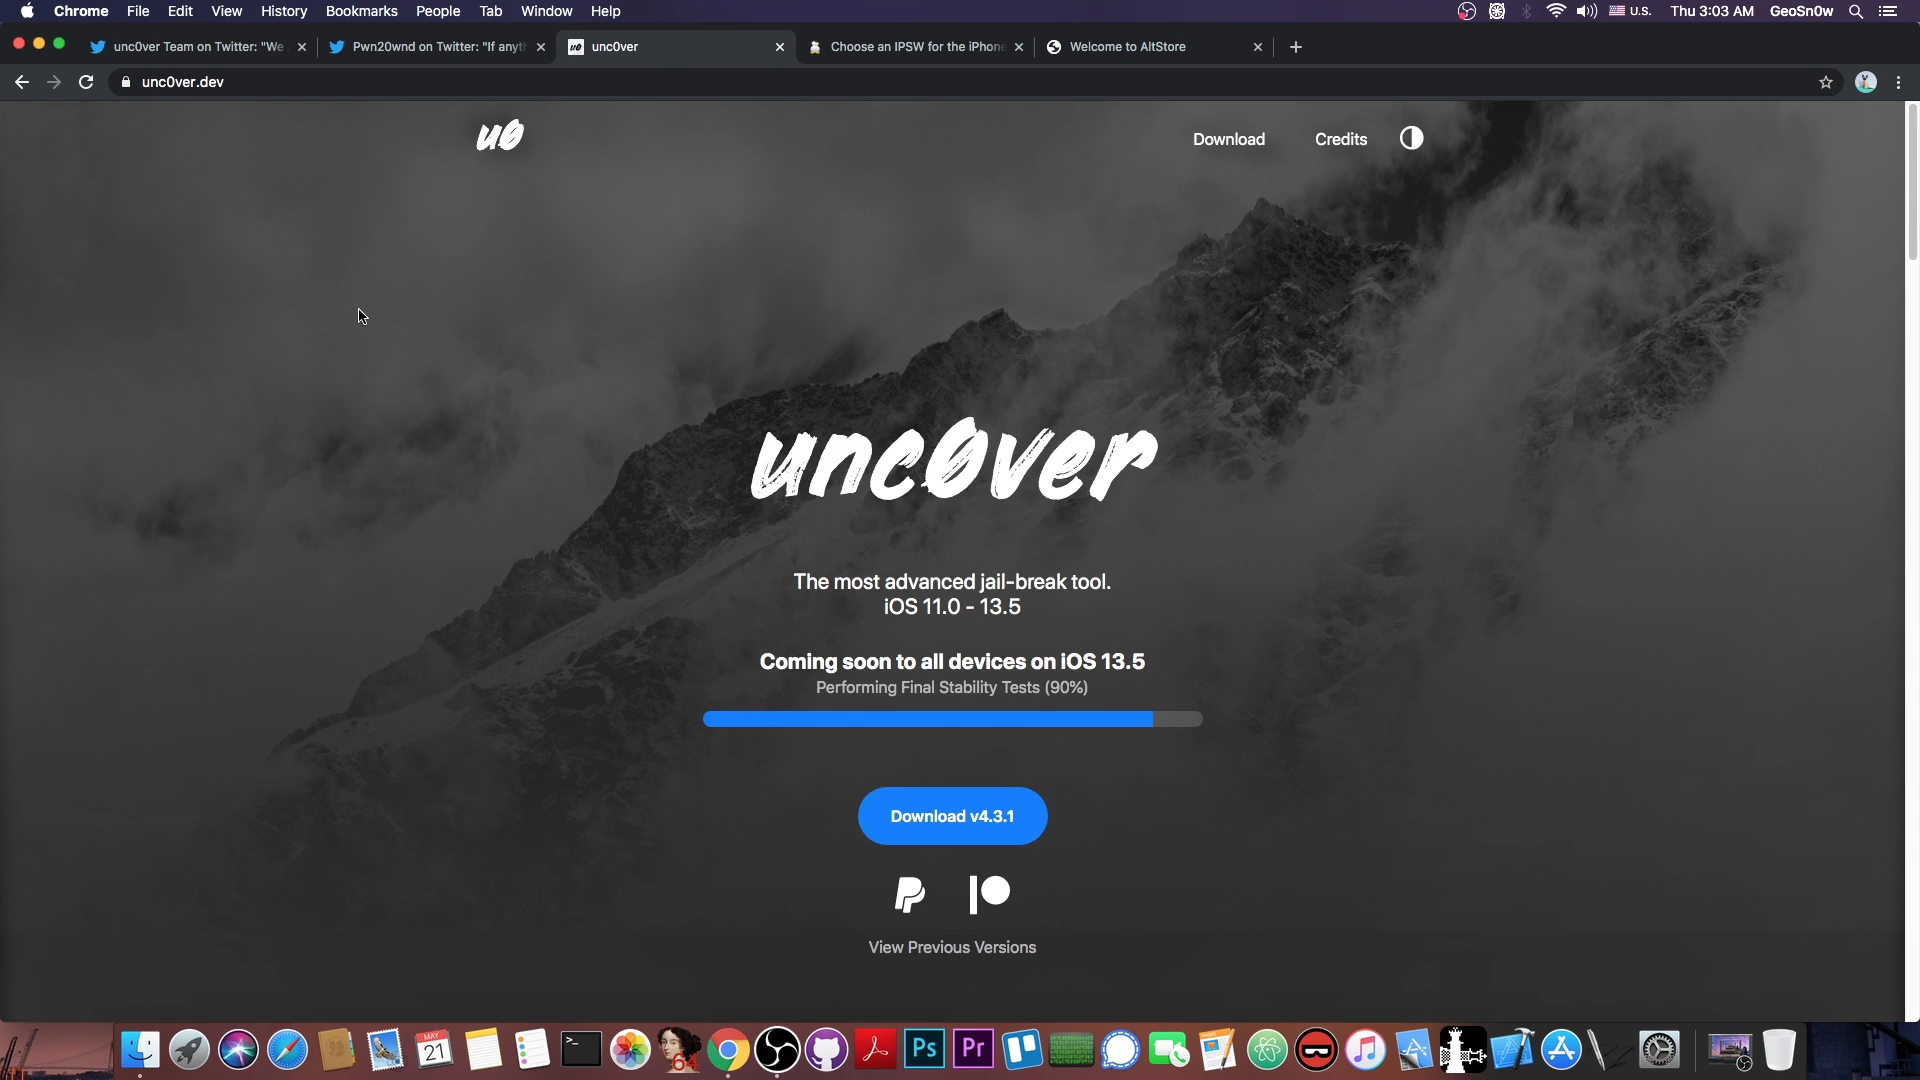 Chrome File Edit View History Bookmarks People Tab Window Help U.S. Thu 3:03 AM GeoSn0w
unc0ver Team on Twitter: "We
Pwn20wnd on Twitter: "If anyt
unc0ver
Choose an IPSW for the iPhone
Welcome to AltStore
unc0ver.dev
u0
Download
Credits
unc0ver
The most advanced jail-break tool.
iOS 11.0 - 13.5
Coming soon to all devices on iOS 13.5
Performing Final Stability Tests (90%)
Download v4.3.1
View Previous Versions
MAY
21
>_
64
Ps
Pr